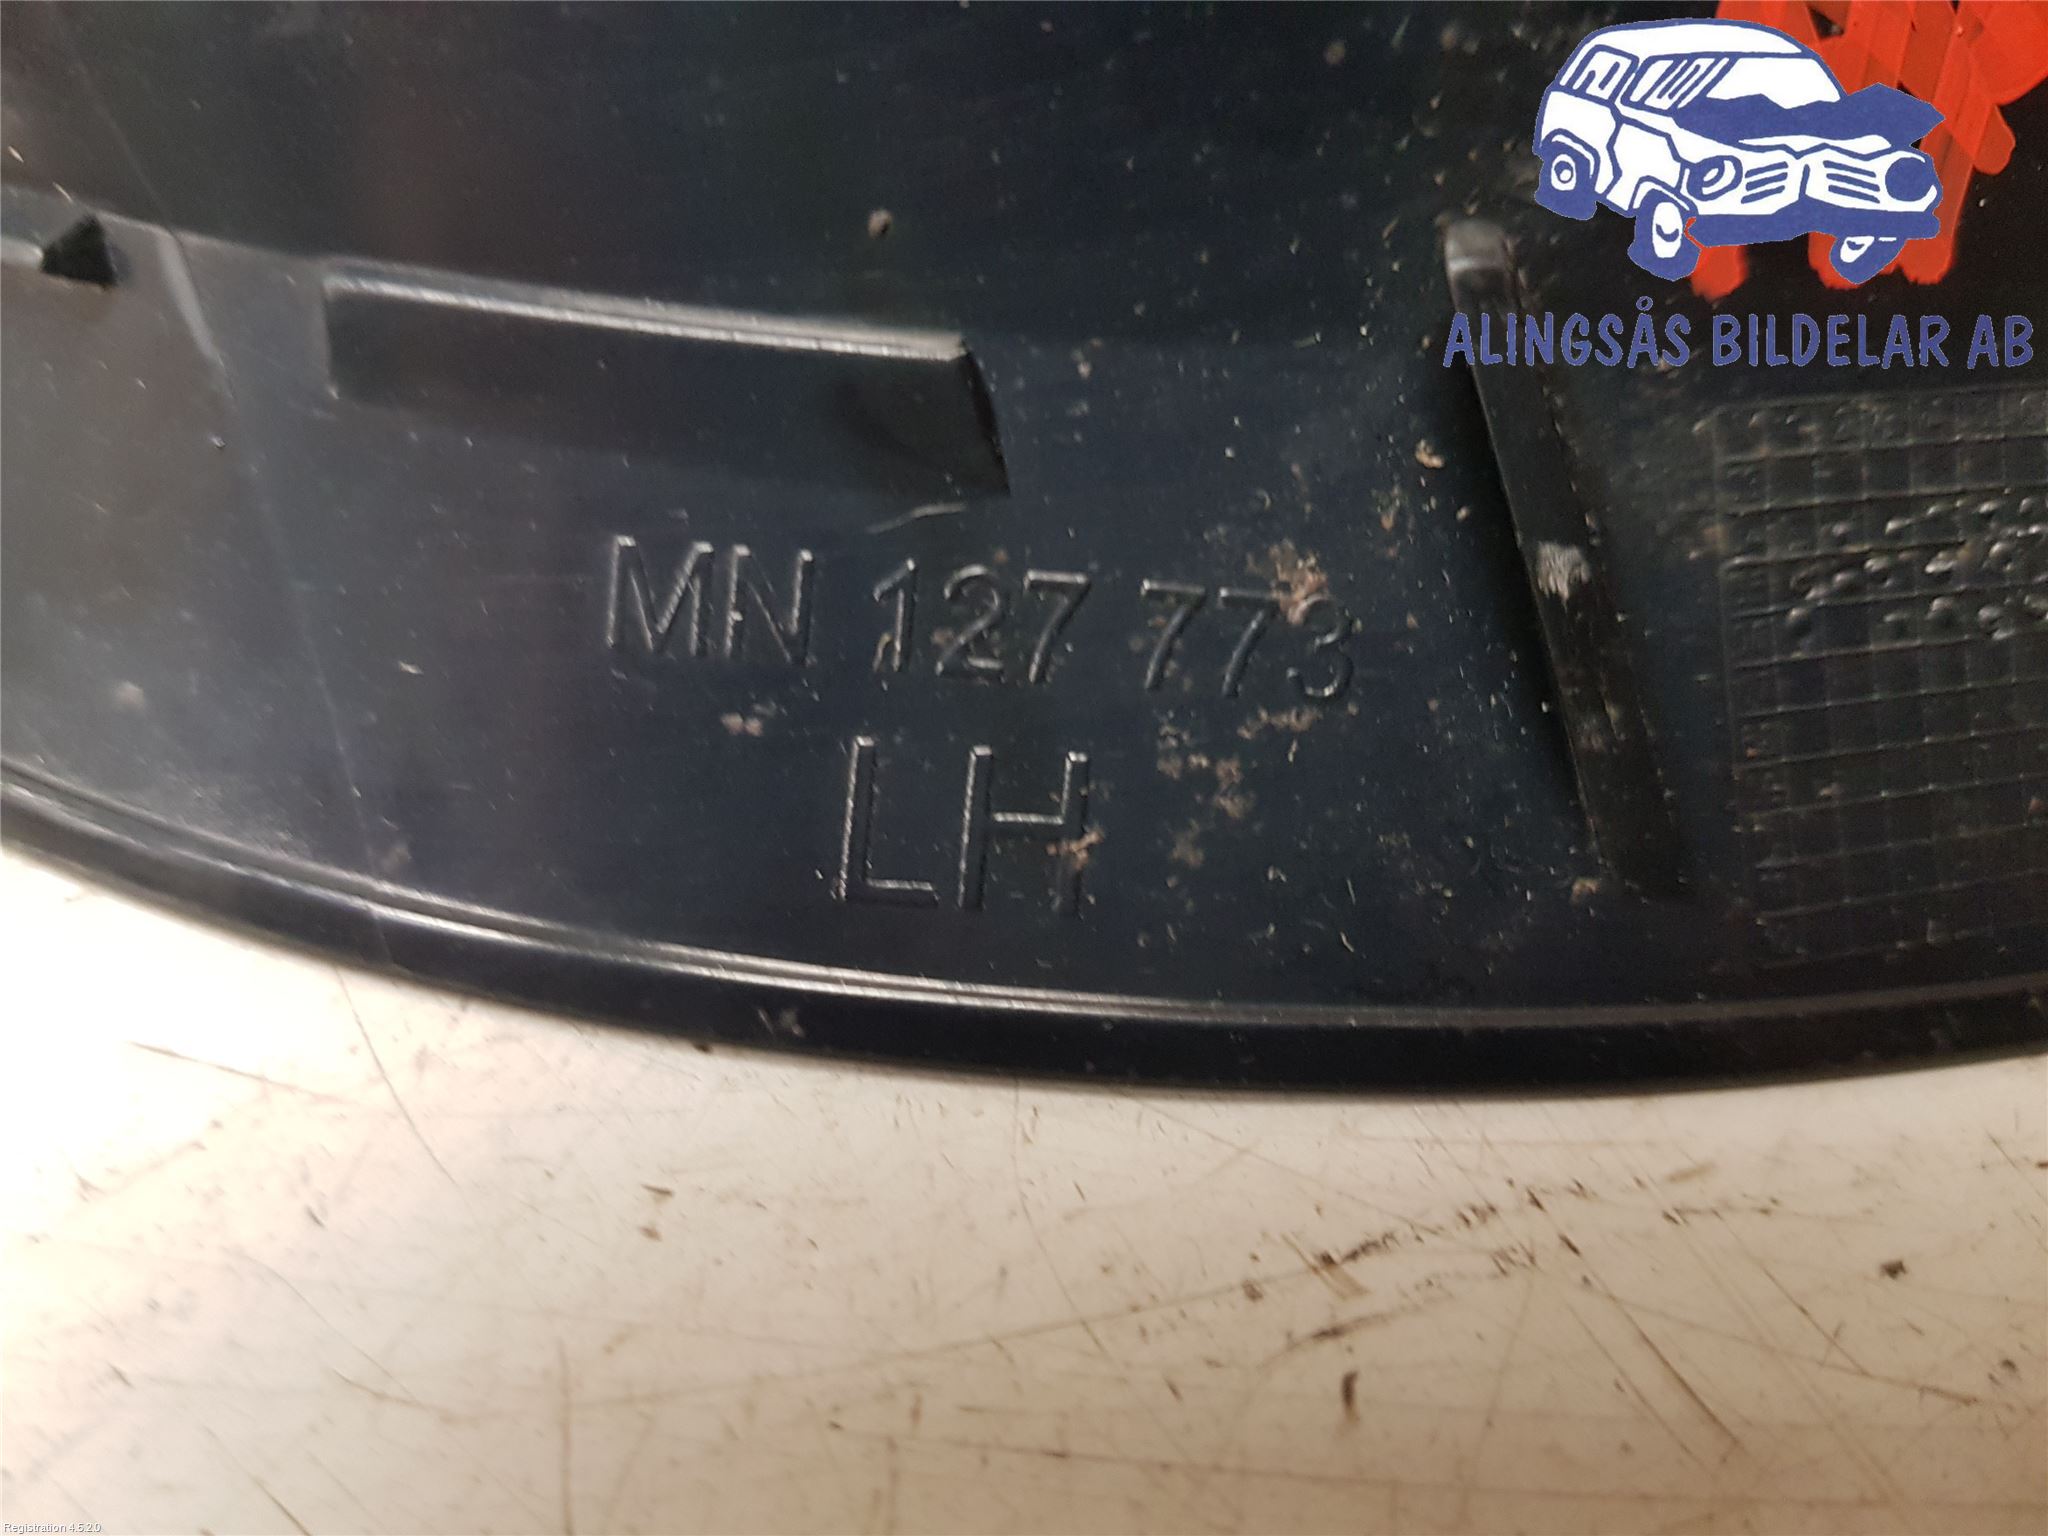 ALINGSÅS BILDELAR AB
MN 127 773
LH
Registration 4.5.2.0